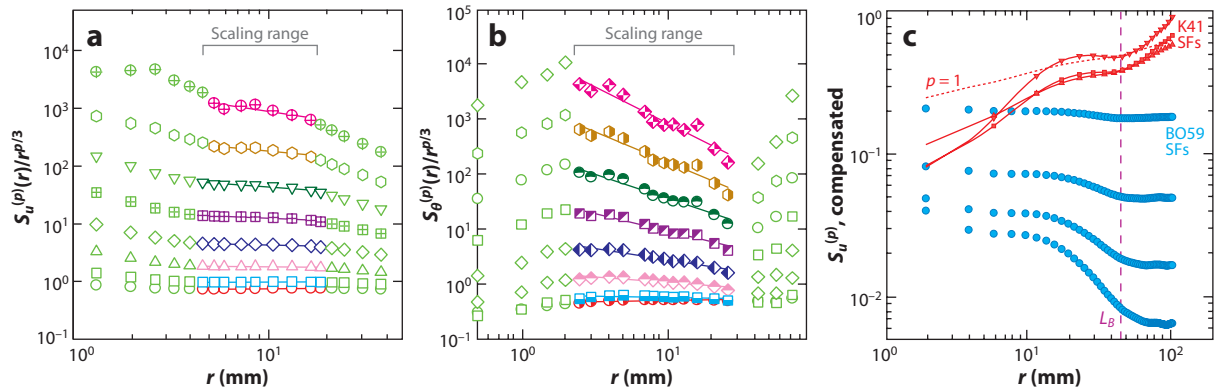 a
Scaling range
S_u^(p)(r)/r^p/3
10^4
10^3
10^2
10^1
10^0
10^-1
10^0
10^1
r (mm)
b
Scaling range
S_θ^(p)(r)/r^p/3
10^5
10^4
10^3
10^2
10^1
10^0
10^-1
10^0
10^1
r (mm)
c
K41
SFs
p = 1
BO59
SFs
L_B
S_u^(p), compensated
10^0
10^-1
10^-2
10^0
10^1
10^2
r (mm)